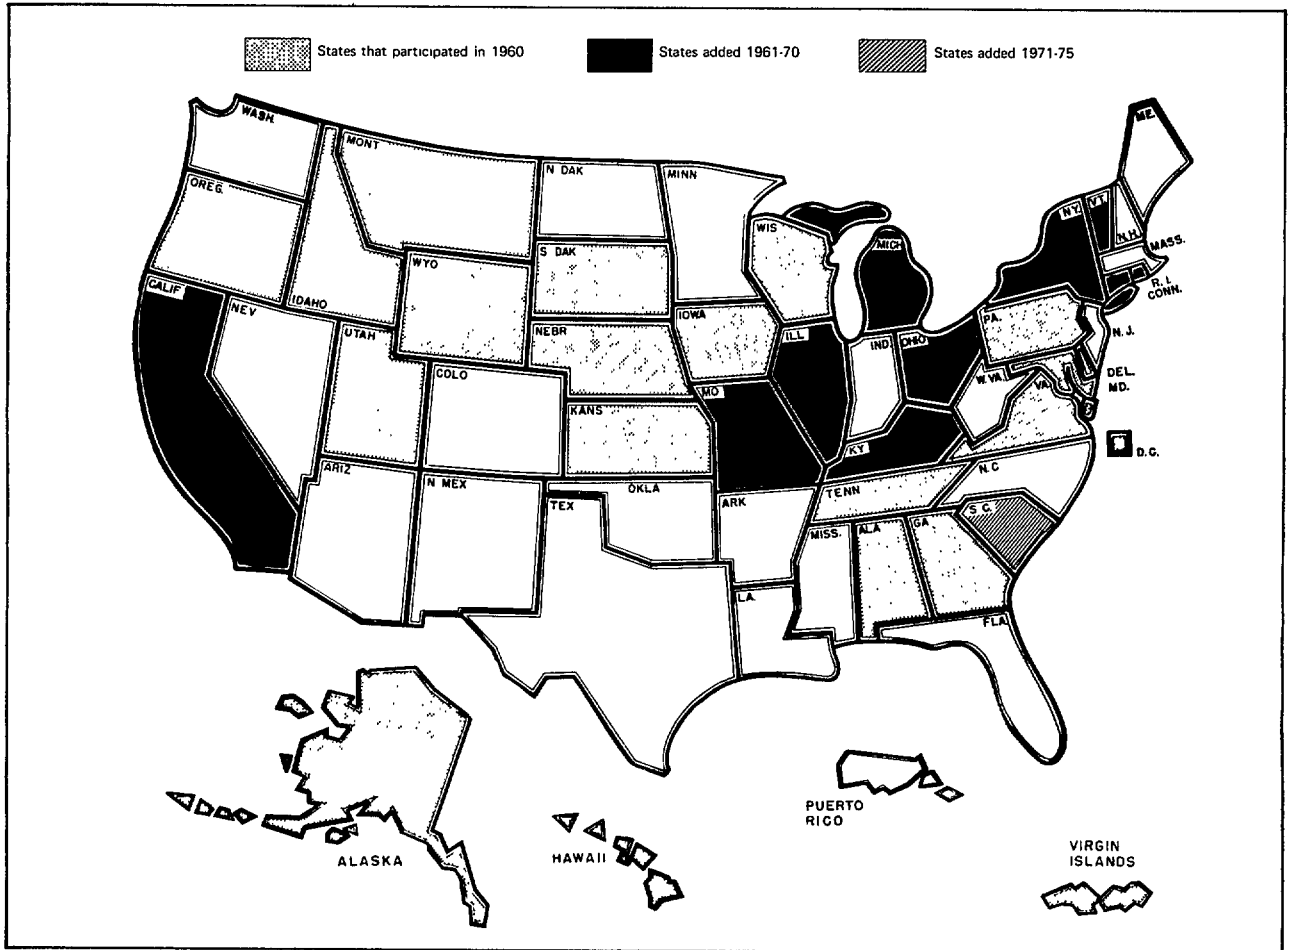 States that participated in 1960
States added 1961-70
States added 1971-75
WASH.
MONT
N DAK
MINN
ME.
OREG.
N.Y.
V.T.
WIS
N.H.
MASS.
MICH
S DAK
WYO
R. I.
CONN.
CALIF
IDAHO
NEV
UTAH
NEBR
IOWA
ILL
IND.
OHIO
PA.
N. J.
COLO
W. VA.
VA.
DEL.
MD.
MO
KANS
KY
D.C.
ARIZ
N MEX
OKLA
TEX
ARK
TENN
N.C
S C.
MISS.
ALA
GA
LA.
FLA.
PUERTO
RICO
ALASKA
HAWAII
VIRGIN
ISLANDS